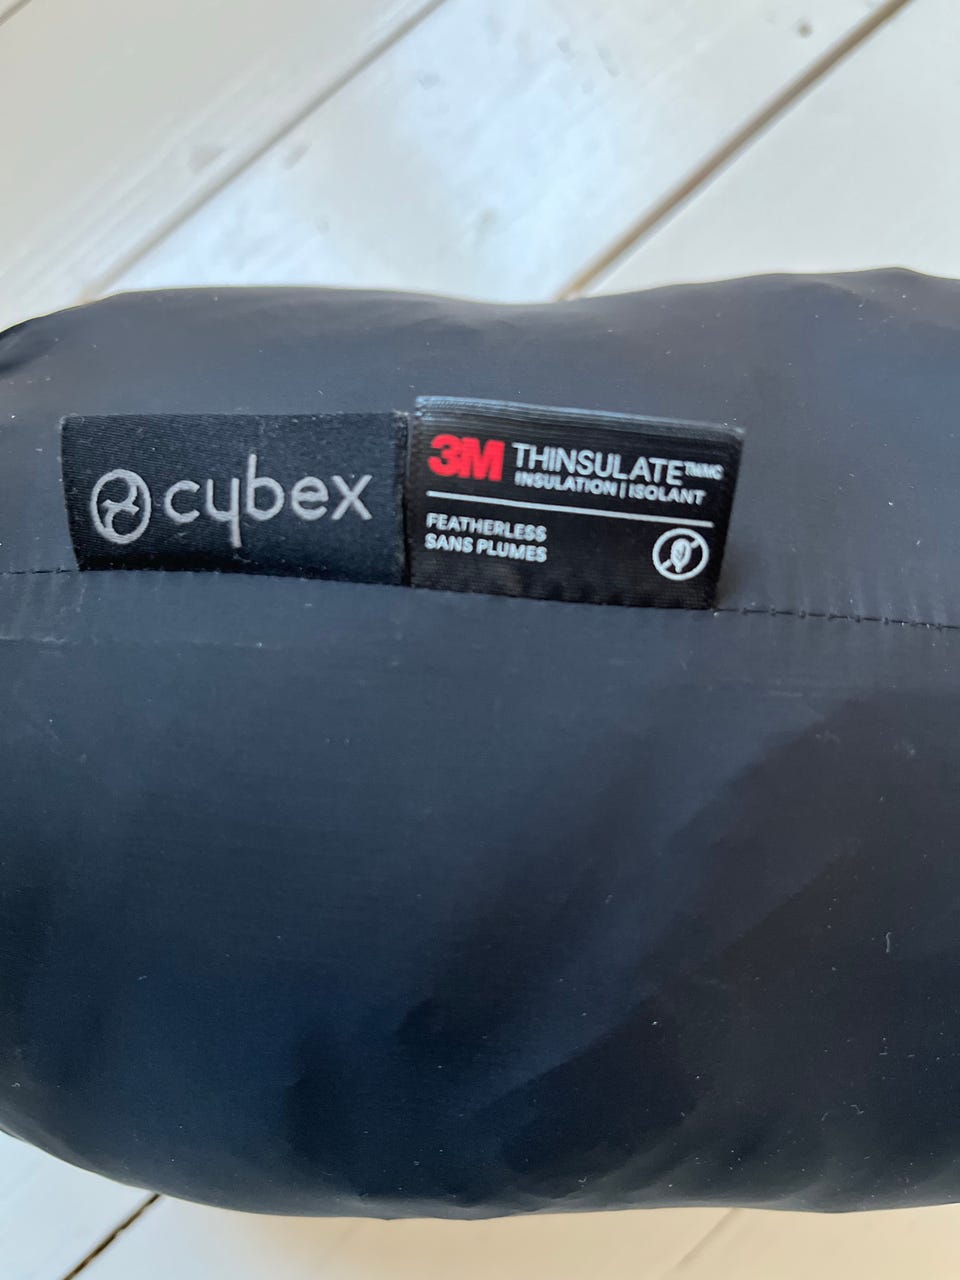 cybex
3M THINSULATE™MC
INSULATION | ISOLANT
FEATHERLESS
SANS PLUMES